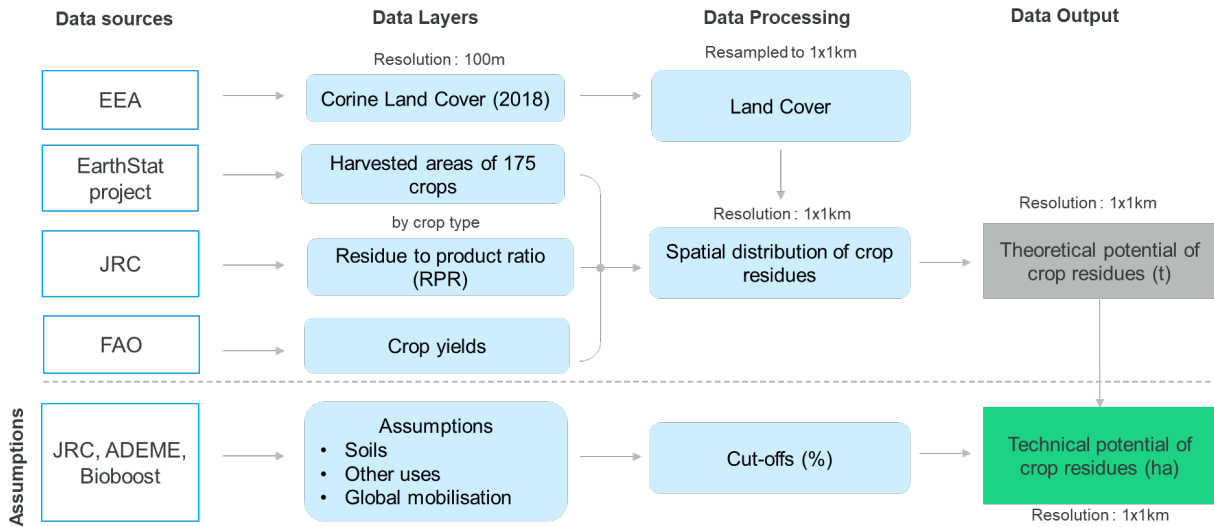 Data sources
Data Layers
Data Processing
Data Output
Resolution : 100m
Resampled to 1x1km
EEA
Corine Land Cover (2018)
Land Cover
EarthStat
project
Harvested areas of 175
crops
by crop type
Resolution : 1x1km
Resolution : 1x1km
JRC
Residue to product ratio
(RPR)
Spatial distribution of crop
residues
Theoretical potential of
crop residues (t)
FAO
Crop yields
Assumptions
JRC, ADEME,
Bioboost
Assumptions
• Soils
• Other uses
• Global mobilisation
Cut-offs (%)
Technical potential of
crop residues (ha)
Resolution : 1x1km